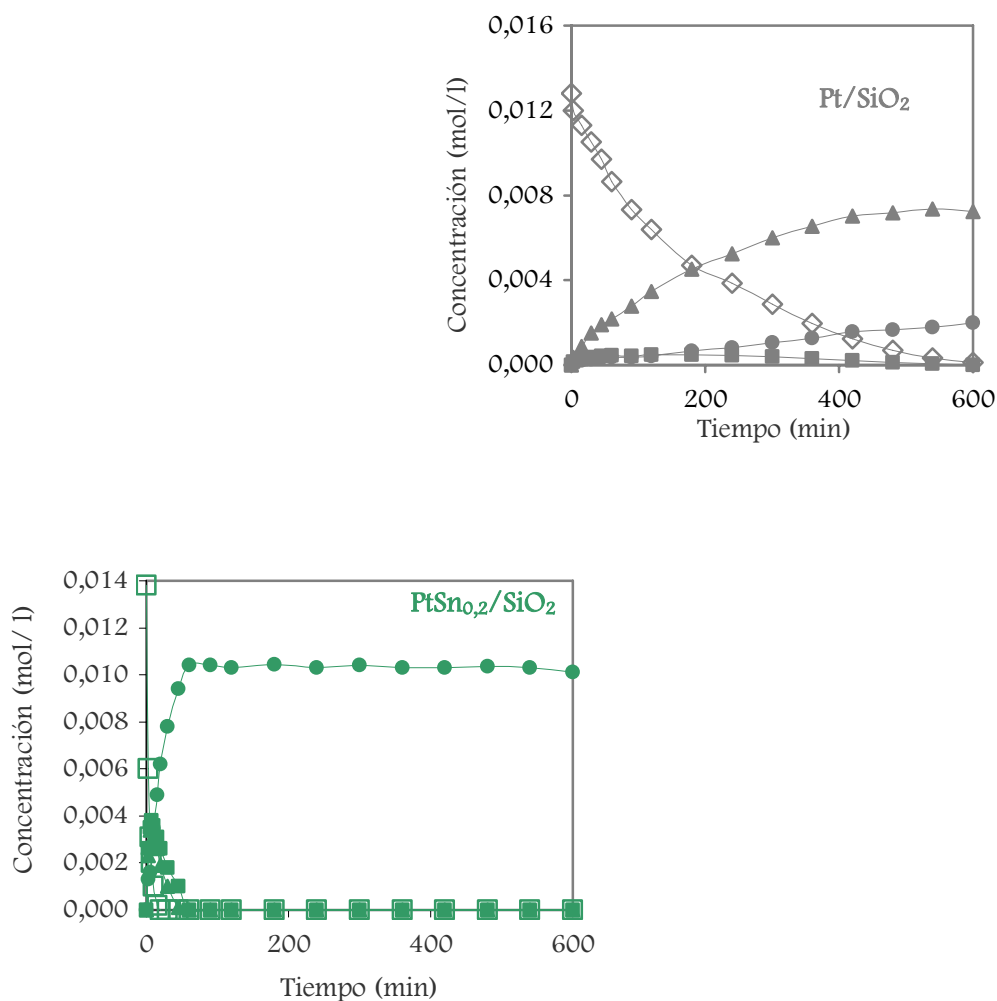 0,016
0,012
0,008
0,004
0,000
Concentración (mol/l)
Pt/SiO₂
0 200 400 600
Tiempo (min)
0,014
0,012
0,010
0,008
0,006
0,004
0,002
0,000
Concentración (mol/ l)
PtSn₀,₂/SiO₂
0 200 400 600
Tiempo (min)